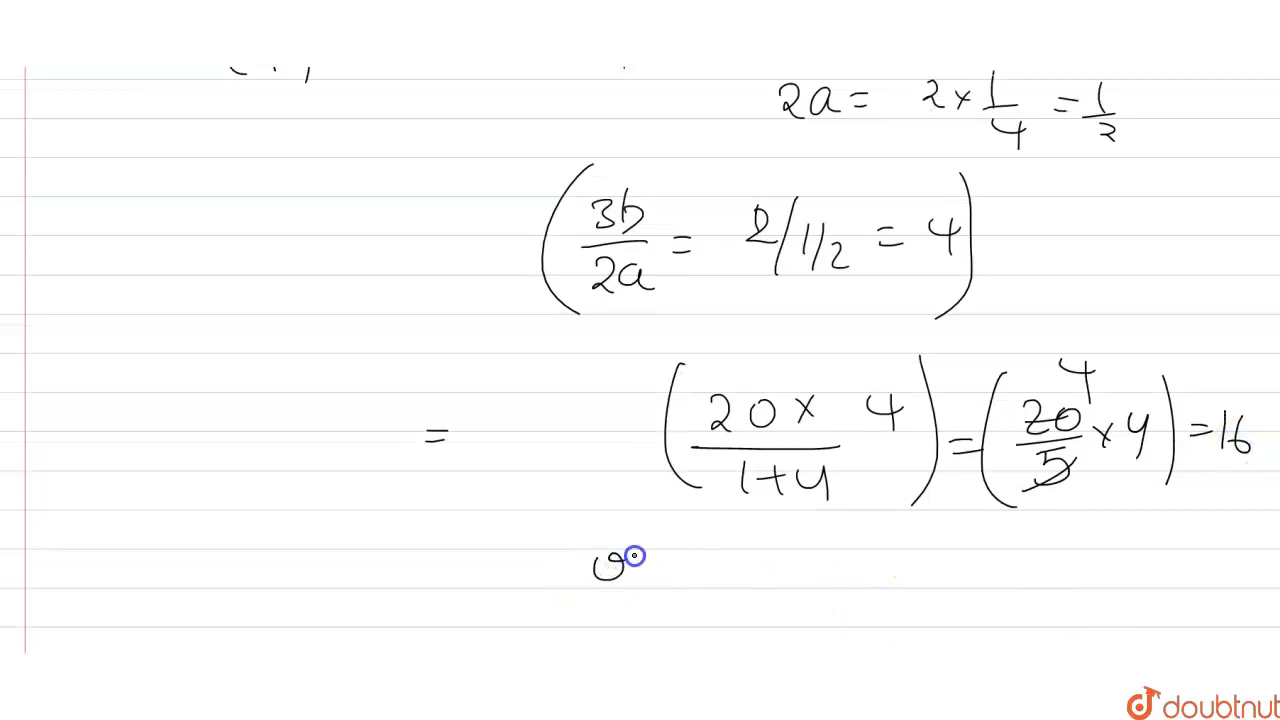 2a = 2 × 1/4 = 1/2
(3b/2a = 2/1/2 = 4)
= (20 × 4 / 1+4) = (20/5 × 4) = 16
doubtnut